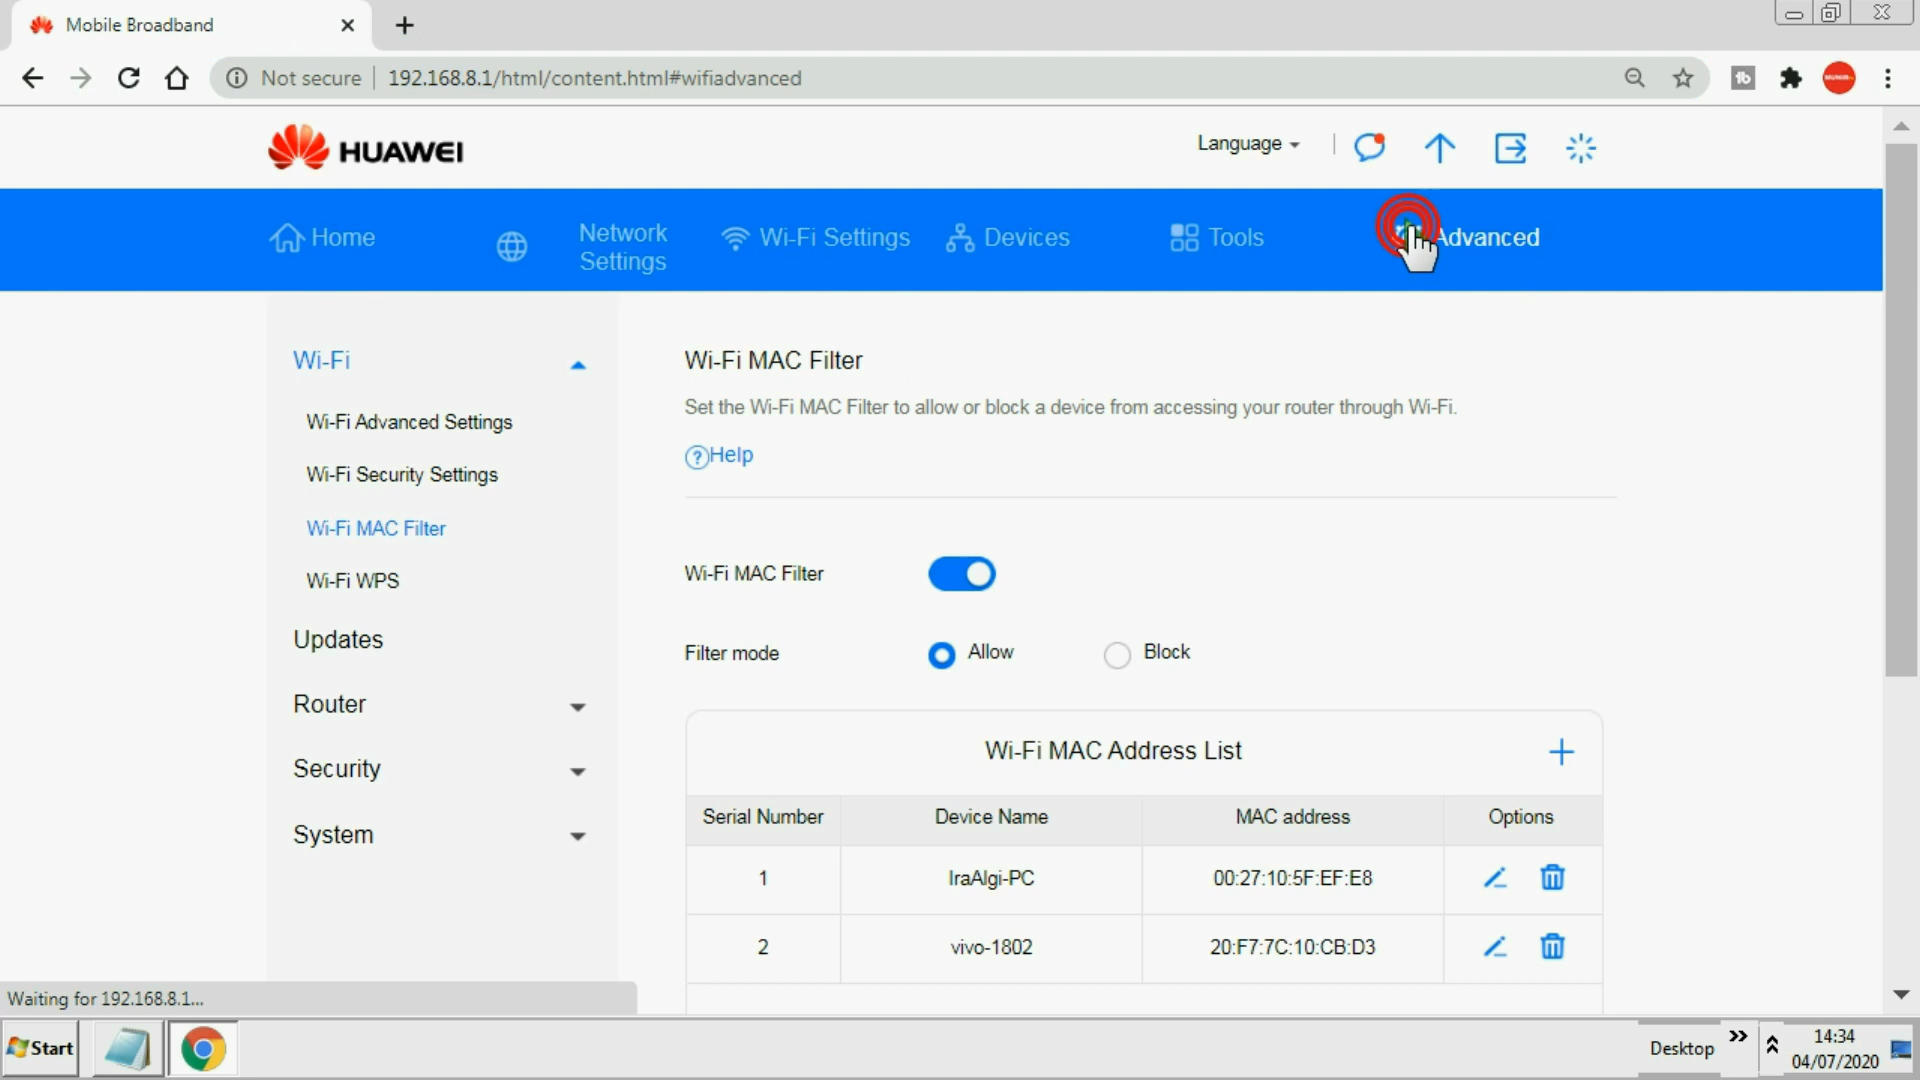 Mobile Broadband
Not secure
192.168.8.1/html/content.html#wifiadvanced
HUAWEI
Language
Home
Network
Settings
Wi-Fi Settings
Devices
Tools
Advanced
Wi-Fi
Wi-Fi Advanced Settings
Wi-Fi Security Settings
Wi-Fi MAC Filter
Wi-Fi WPS
Updates
Router
Security
System
Wi-Fi MAC Filter
Set the Wi-Fi MAC Filter to allow or block a device from accessing your router through Wi-Fi.
?Help
Wi-Fi MAC Filter
Filter mode Allow Block
Wi-Fi MAC Address List
Serial Number Device Name MAC address Options
1 IraAlgi-PC 00:27:10:5F:EF:E8
2 vivo-1802 20:F7:7C:10:CB:D3
Waiting for 192.168.8.1...
Start
Desktop
14:34
04/07/2020